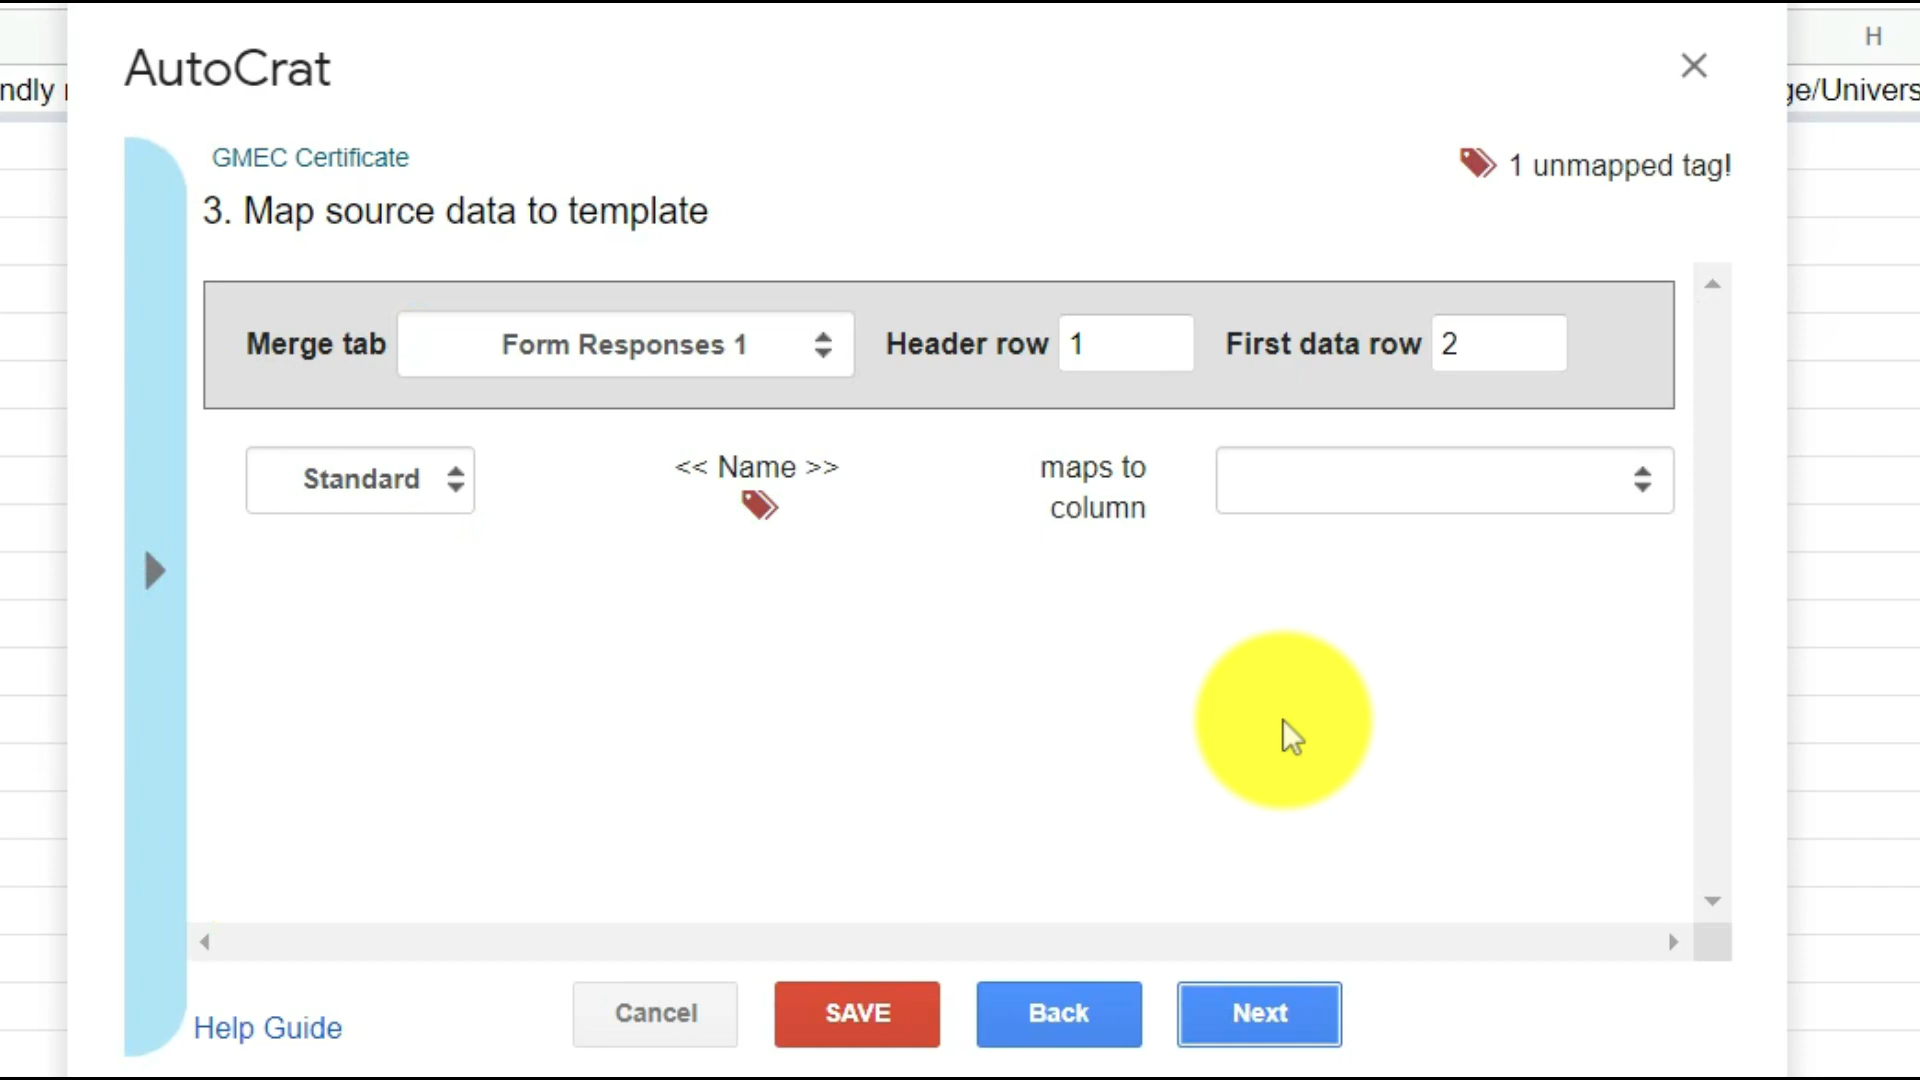 H
AutoCrat
ndly
ge/Univers
GMEC Certificate
1 unmapped tag!
3. Map source data to template
Merge tab Form Responses 1 Header row 1 First data row 2
Standard << Name >> maps to column
Help Guide Cancel SAVE Back Next